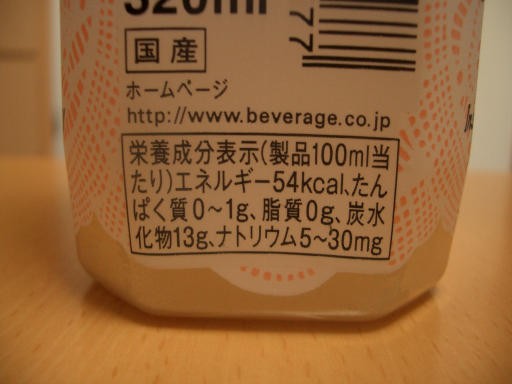 320ml
国産
77
ホームページ
http://www.beverage.co.jp
栄養成分表示(製品100ml当
たり)エネルギー54kcal、たん
ぱく質0~1g、脂質0g、炭水
化物13g、ナトリウム5~30mg